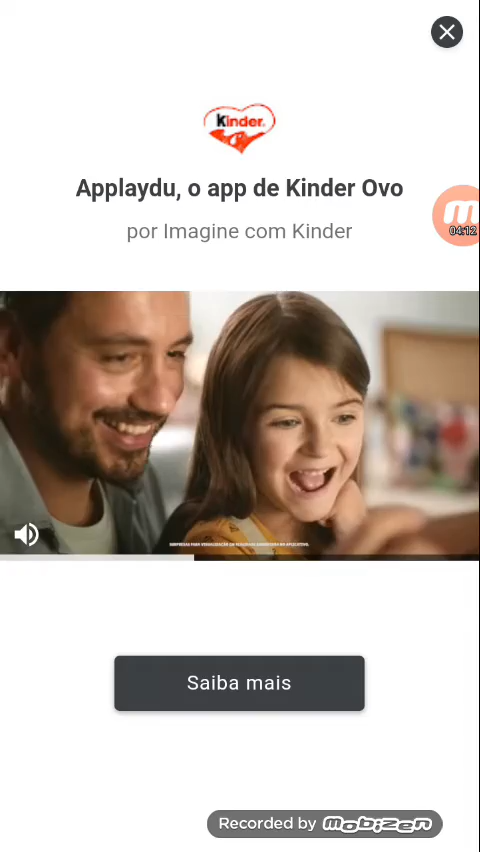 Kinder
Applaydu, o app de Kinder Ovo
por Imagine com Kinder
04:12
Saiba mais
Recorded by mobizen